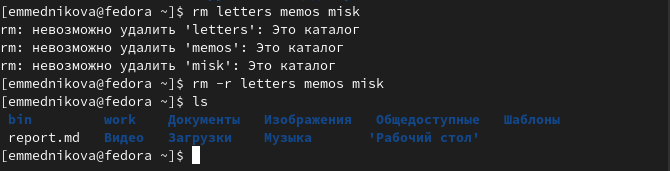 [emmednikova@fedora ~]$ rm letters memos misk
rm: невозможно удалить 'letters': Это каталог
rm: невозможно удалить 'memos': Это каталог
rm: невозможно удалить 'misk': Это каталог
[emmednikova@fedora ~]$ rm -r letters memos misk
[emmednikova@fedora ~]$ ls
bin work Документы Изображения Общедоступные Шаблоны
report.md Видео Загрузки Музыка 'Рабочий стол'
[emmednikova@fedora ~]$